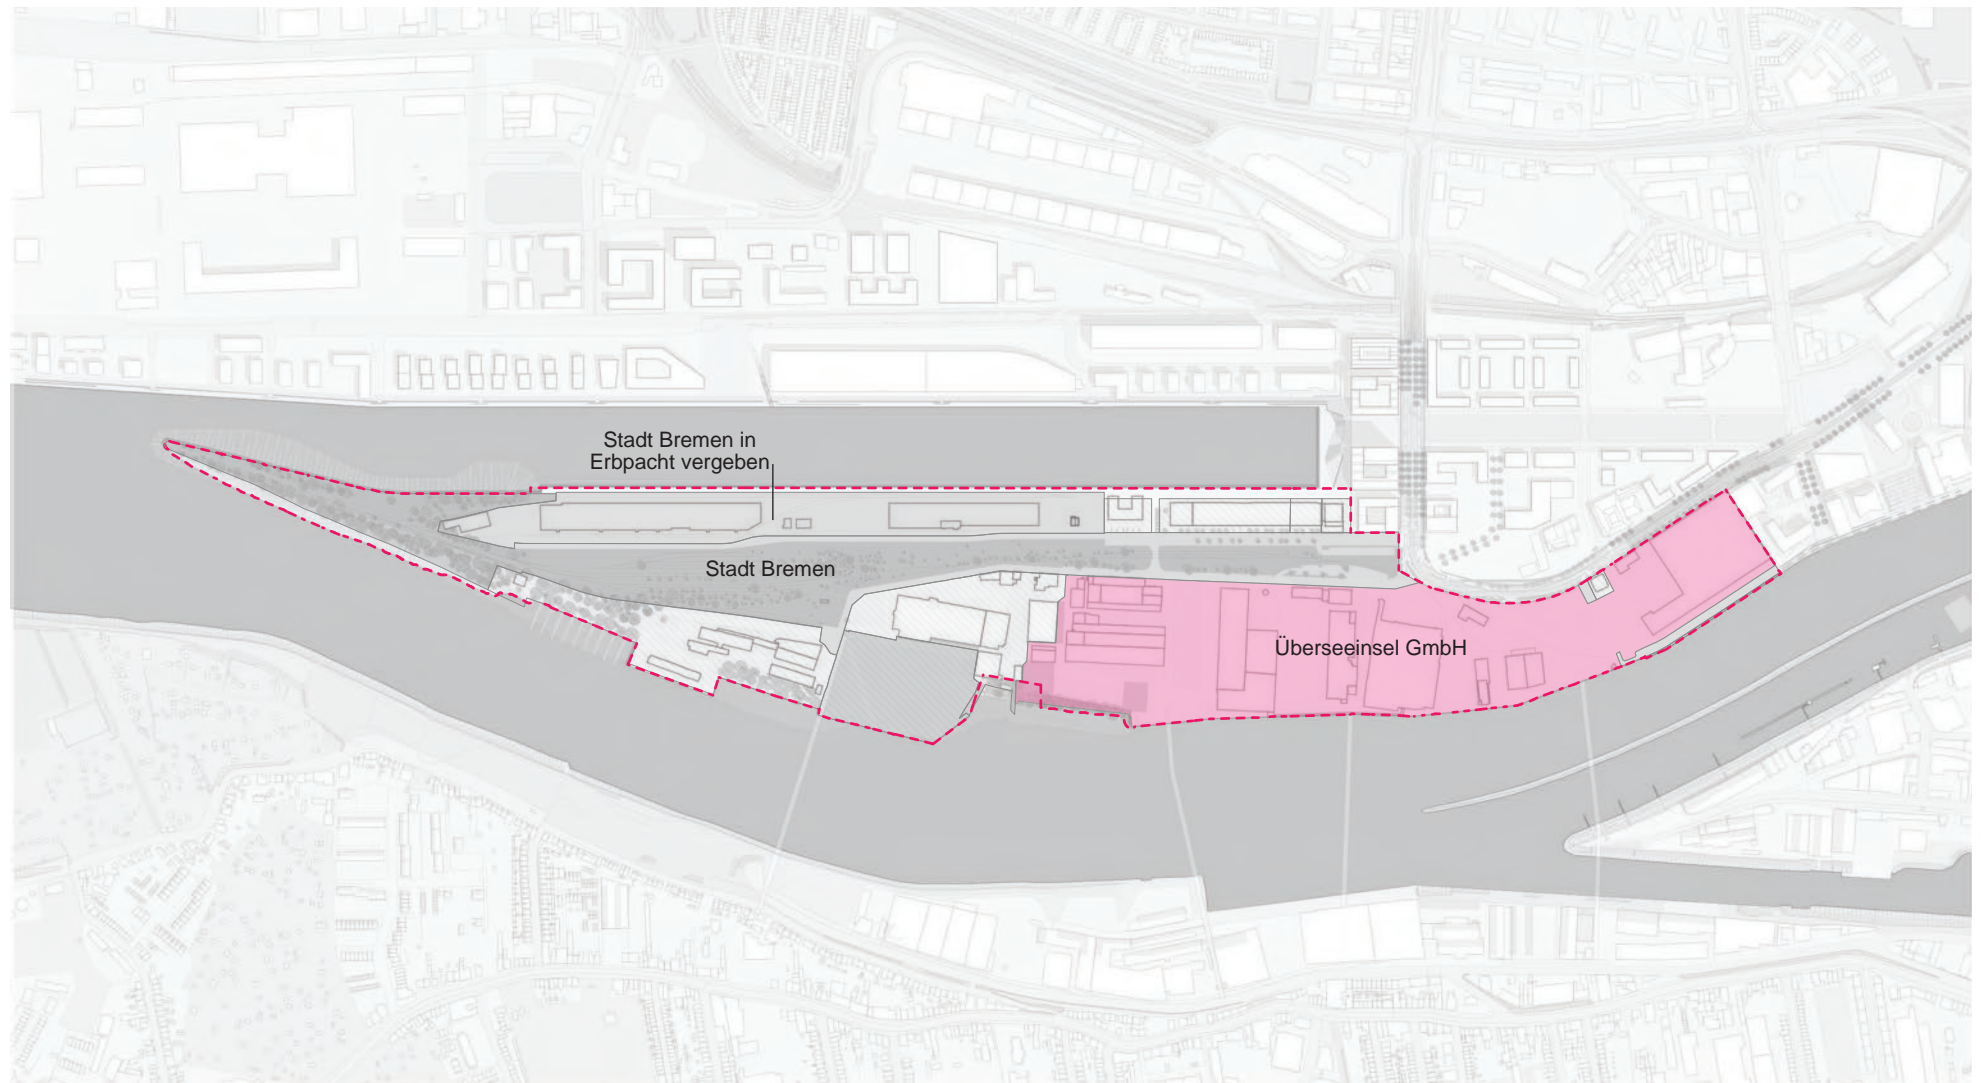 Stadt Bremen in
Erbpacht vergeben
Stadt Bremen
Überseeinsel GmbH